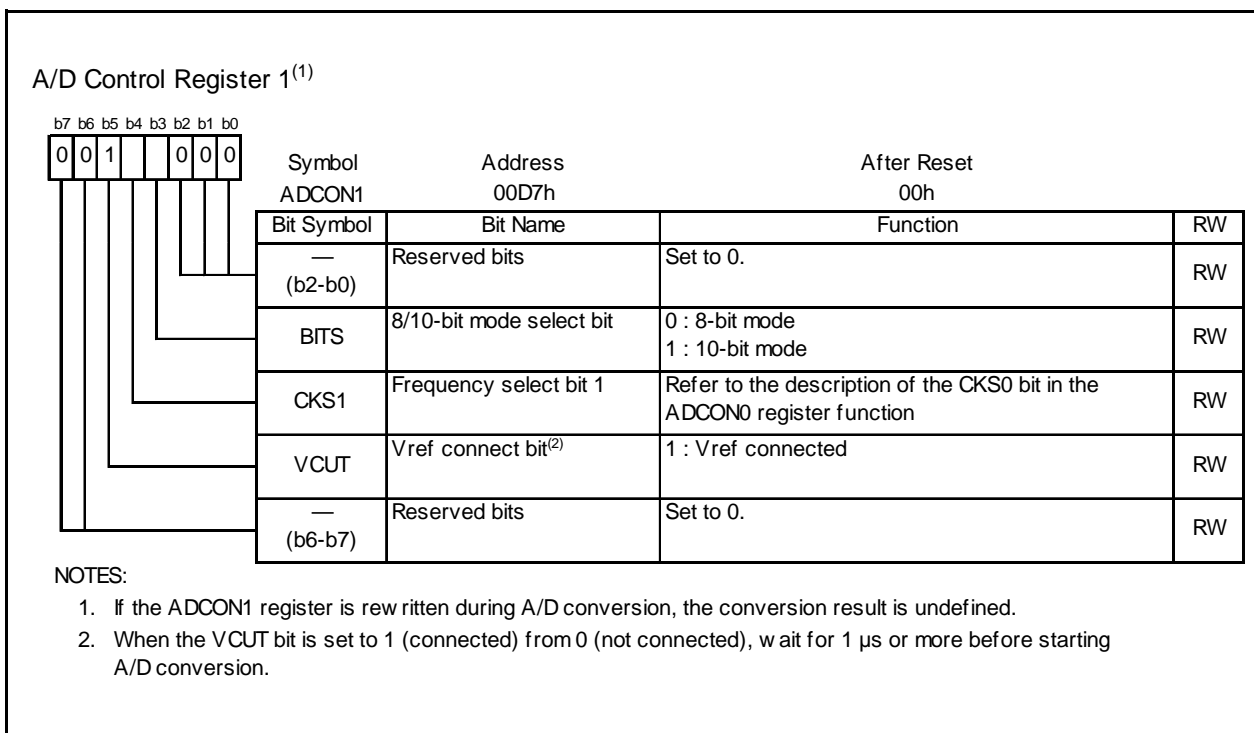 A/D Control Register 1(1)
b7 b6 b5 b4 b3 b2 b1 b0
0 0 1 0 0 0
Symbol Address After Reset
ADCON1 00D7h 00h
Bit Symbol Bit Name Function RW
— (b2-b0) Reserved bits Set to 0. RW
BITS 8/10-bit mode select bit 0 : 8-bit mode
1 : 10-bit mode RW
CKS1 Frequency select bit 1 Refer to the description of the CKS0 bit in the
ADCON0 register function RW
VCUT Vref connect bit(2) 1 : Vref connected RW
— (b6-b7) Reserved bits Set to 0. RW
NOTES:
1. If the ADCON1 register is rewritten during A/D conversion, the conversion result is undefined.
2. When the VCUT bit is set to 1 (connected) from 0 (not connected), wait for 1 µs or more before starting
A/D conversion.